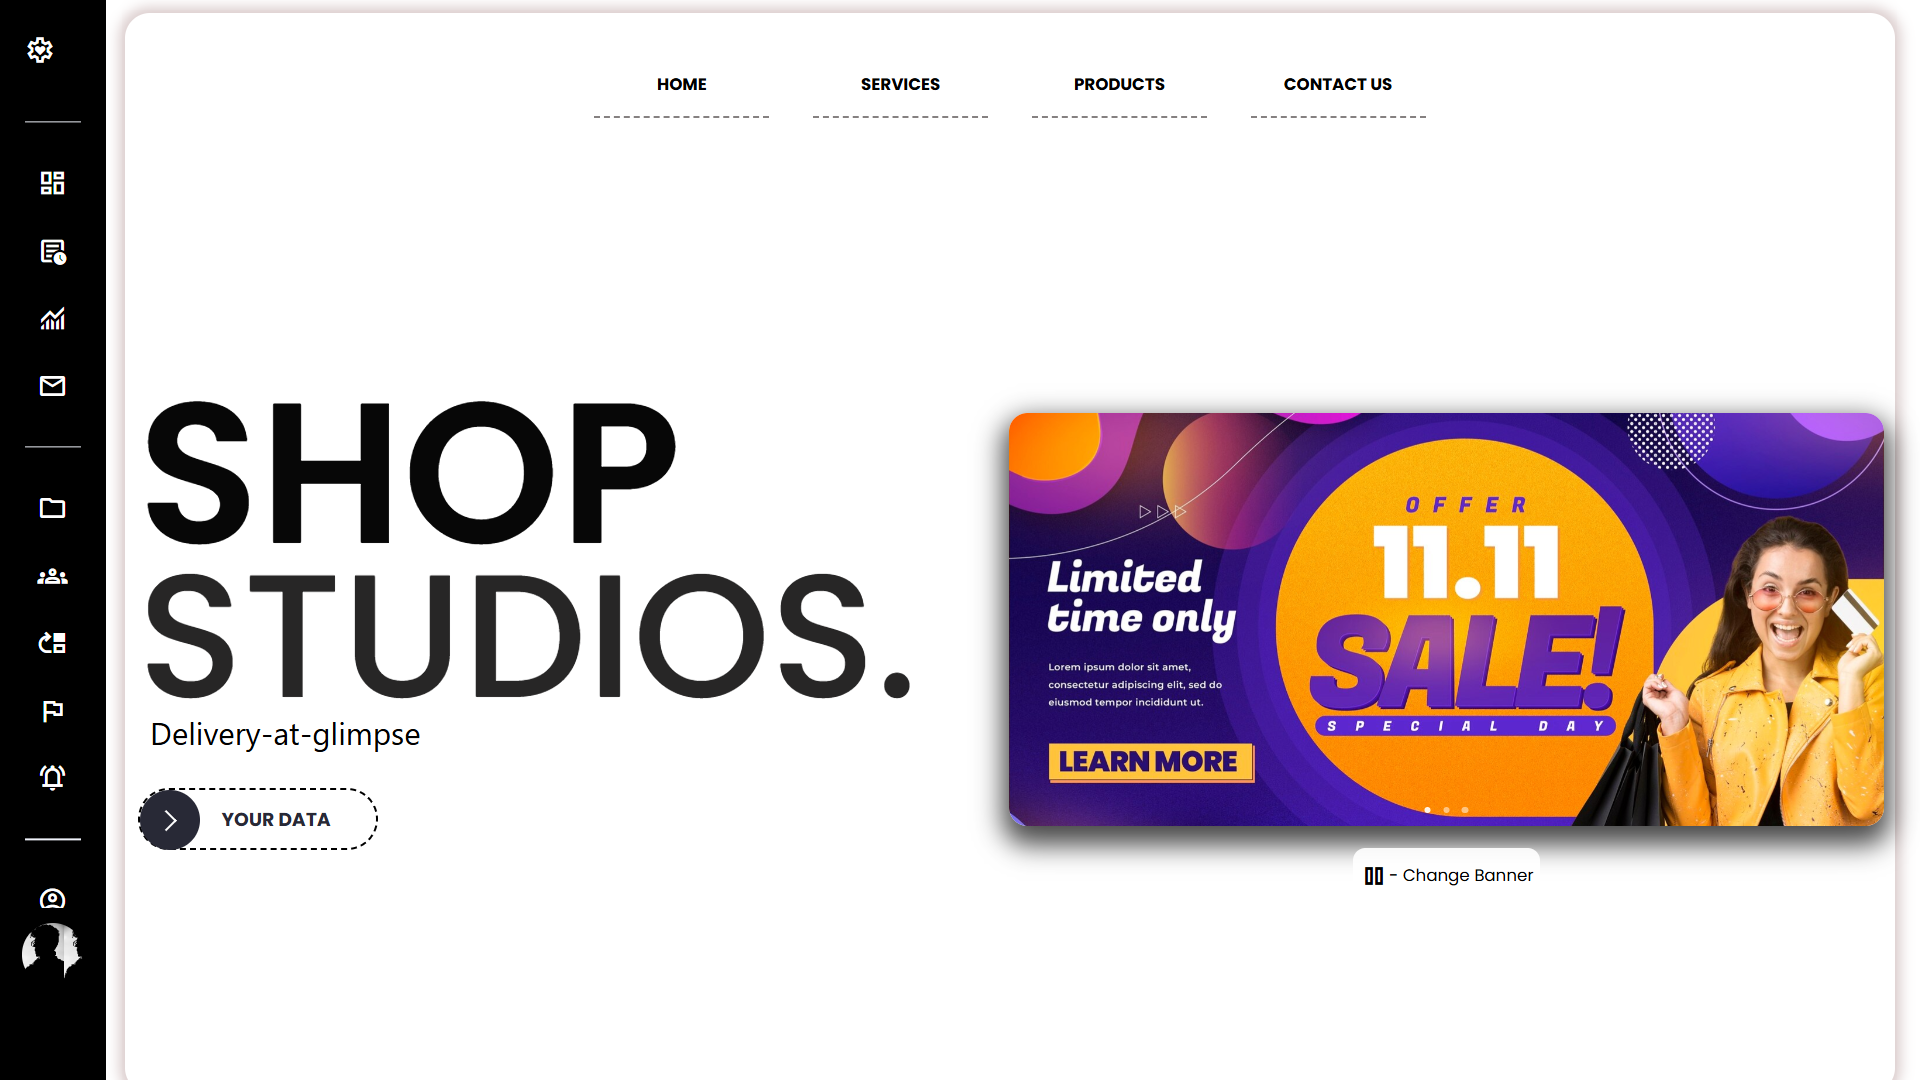 HOME
SERVICES
PRODUCTS
CONTACT US
SHOP
STUDIOS.
Delivery-at-glimpse
YOUR DATA
Limited
time only
Lorem ipsum dolor sit amet,
consectetur adipiscing elit, sed do
eiusmod tempor incididunt ut.
LEARN MORE
OFFER
11.11
SALE!
SPECIAL DAY
- Change Banner